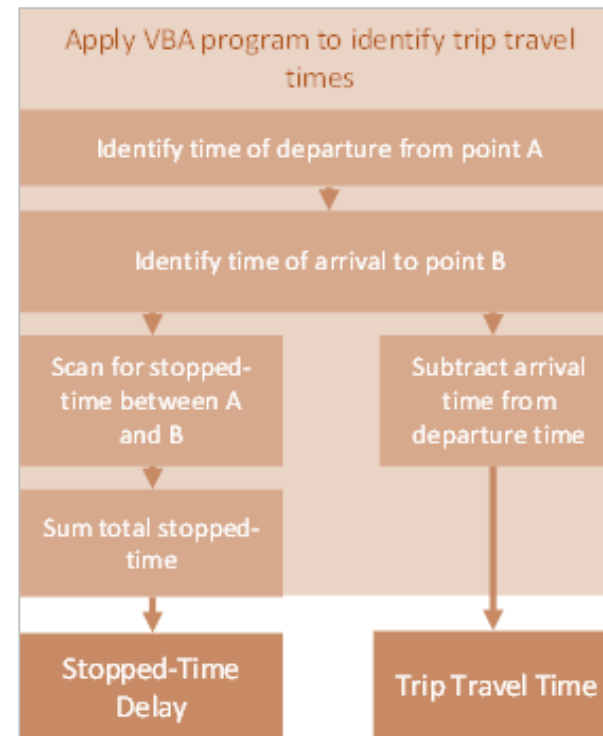 Apply VBA program to identify trip travel
times
Identify time of departure from point A
Identify time of arrival to point B
Scan for stopped-
time between A
and B
Subtract arrival
time from
departure time
Sum total stopped-
time
Stopped-Time
Delay
Trip Travel Time